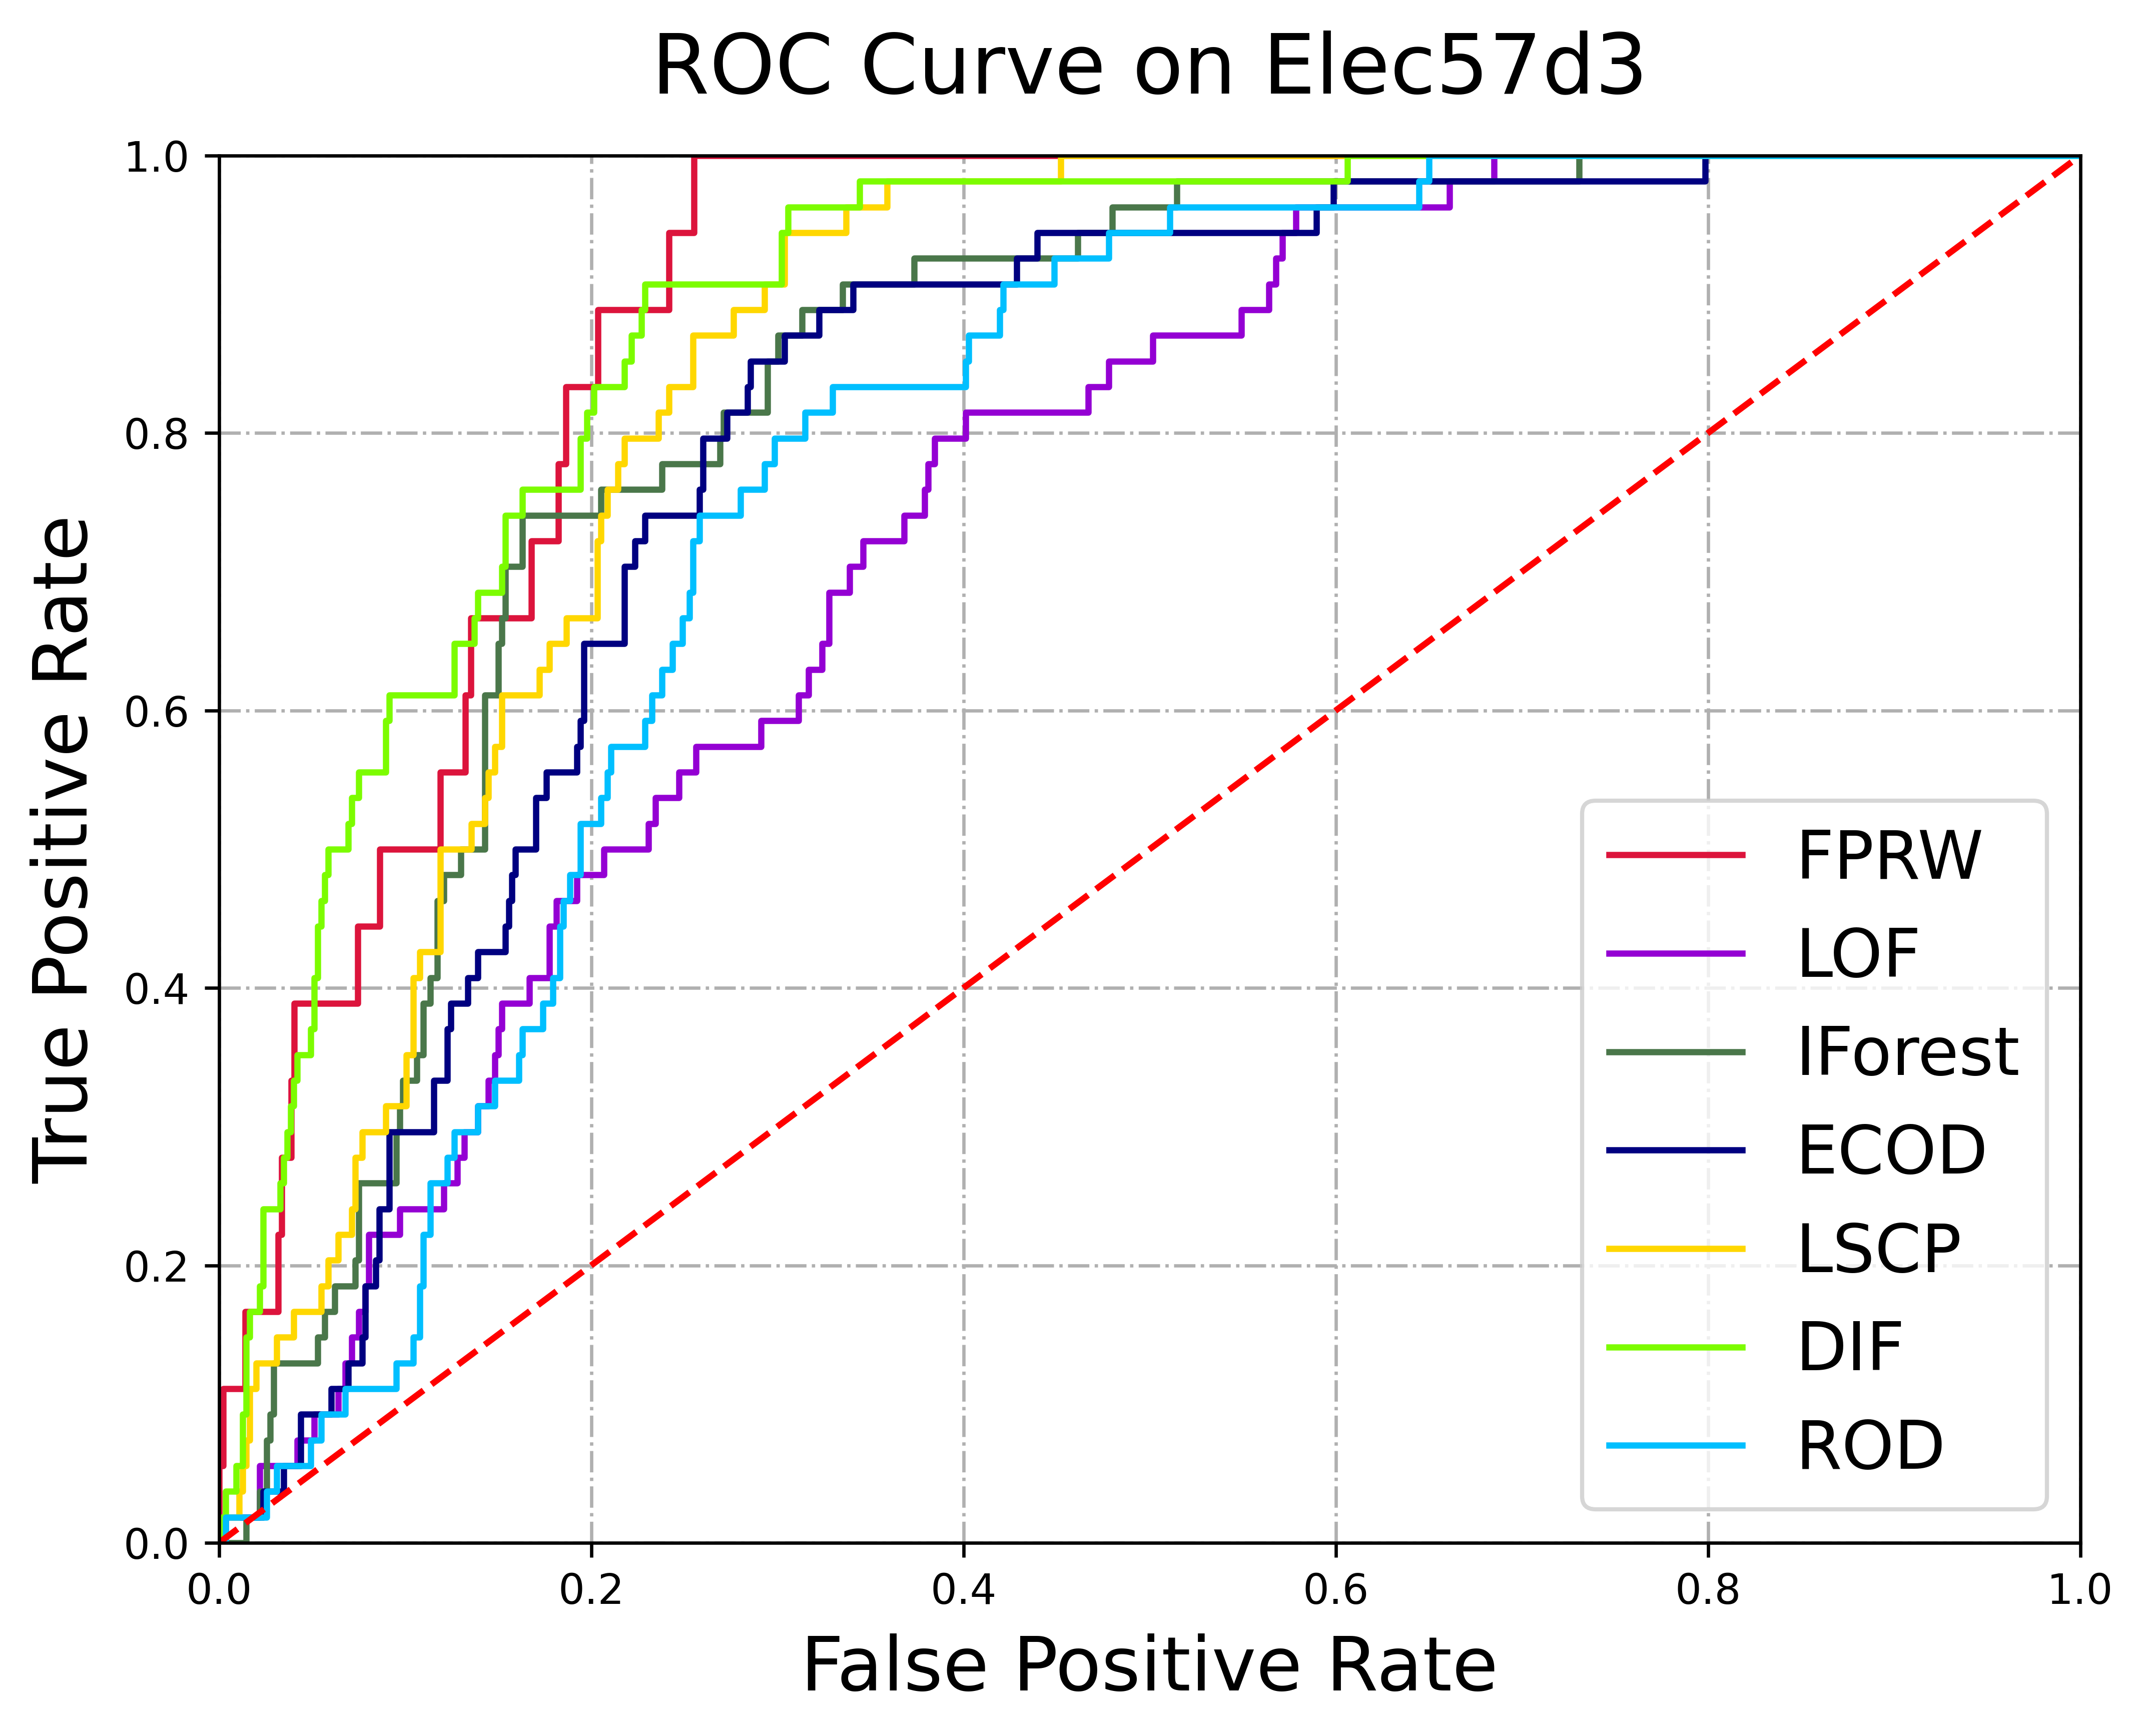 ROC Curve on Elec57d3
True Positive Rate
1.0
0.8
0.6
0.4
0.2
0.0
0.0 0.2 0.4 0.6 0.8 1.0
False Positive Rate
FPRW
LOF
IForest
ECOD
LSCP
DIF
ROD